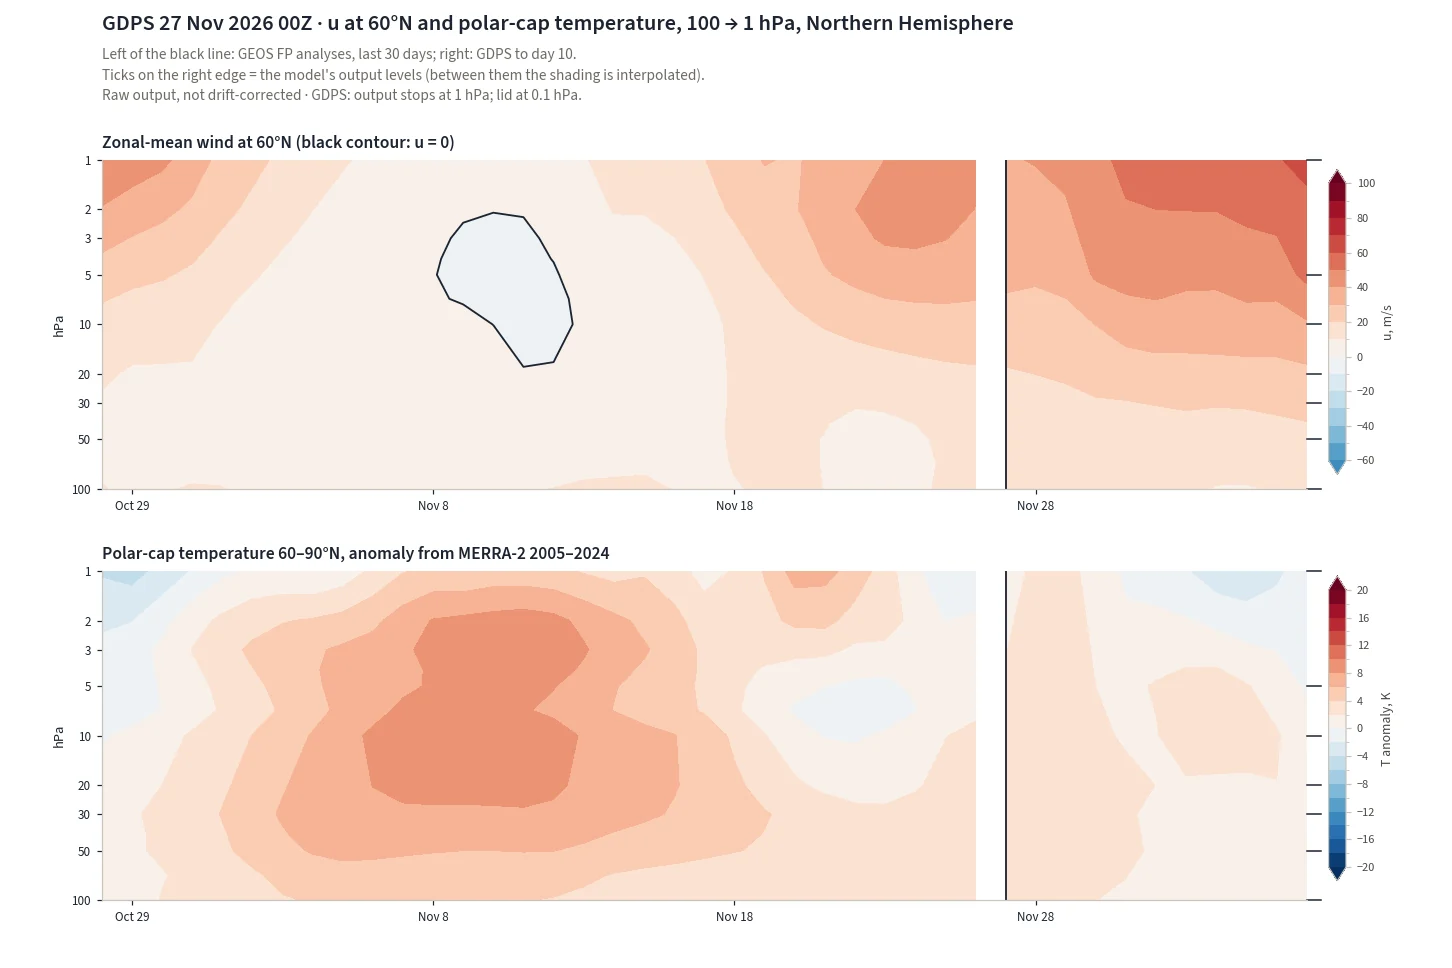 GDPS 27 Nov 2026 00Z · u at 60°N and polar-cap temperature, 100 → 1 hPa, Northern Hemisphere
Left of the black line: GEOS FP analyses, last 30 days; right: GDPS to day 10.
Ticks on the right edge = the model's output levels (between them the shading is interpolated).
Raw output, not drift-corrected · GDPS: output stops at 1 hPa; lid at 0.1 hPa.
Zonal-mean wind at 60°N (black contour: u = 0)
1
2
3
5
10
20
30
50
100
hPa
Oct 29
Nov 8
Nov 18
Nov 28
100
80
60
40
20
0
−20
−40
−60
u, m/s
Polar-cap temperature 60–90°N, anomaly from MERRA-2 2005–2024
1
2
3
5
10
20
30
50
100
hPa
Oct 29
Nov 8
Nov 18
Nov 28
20
16
12
8
4
0
−4
−8
−12
−16
−20
T anomaly, K